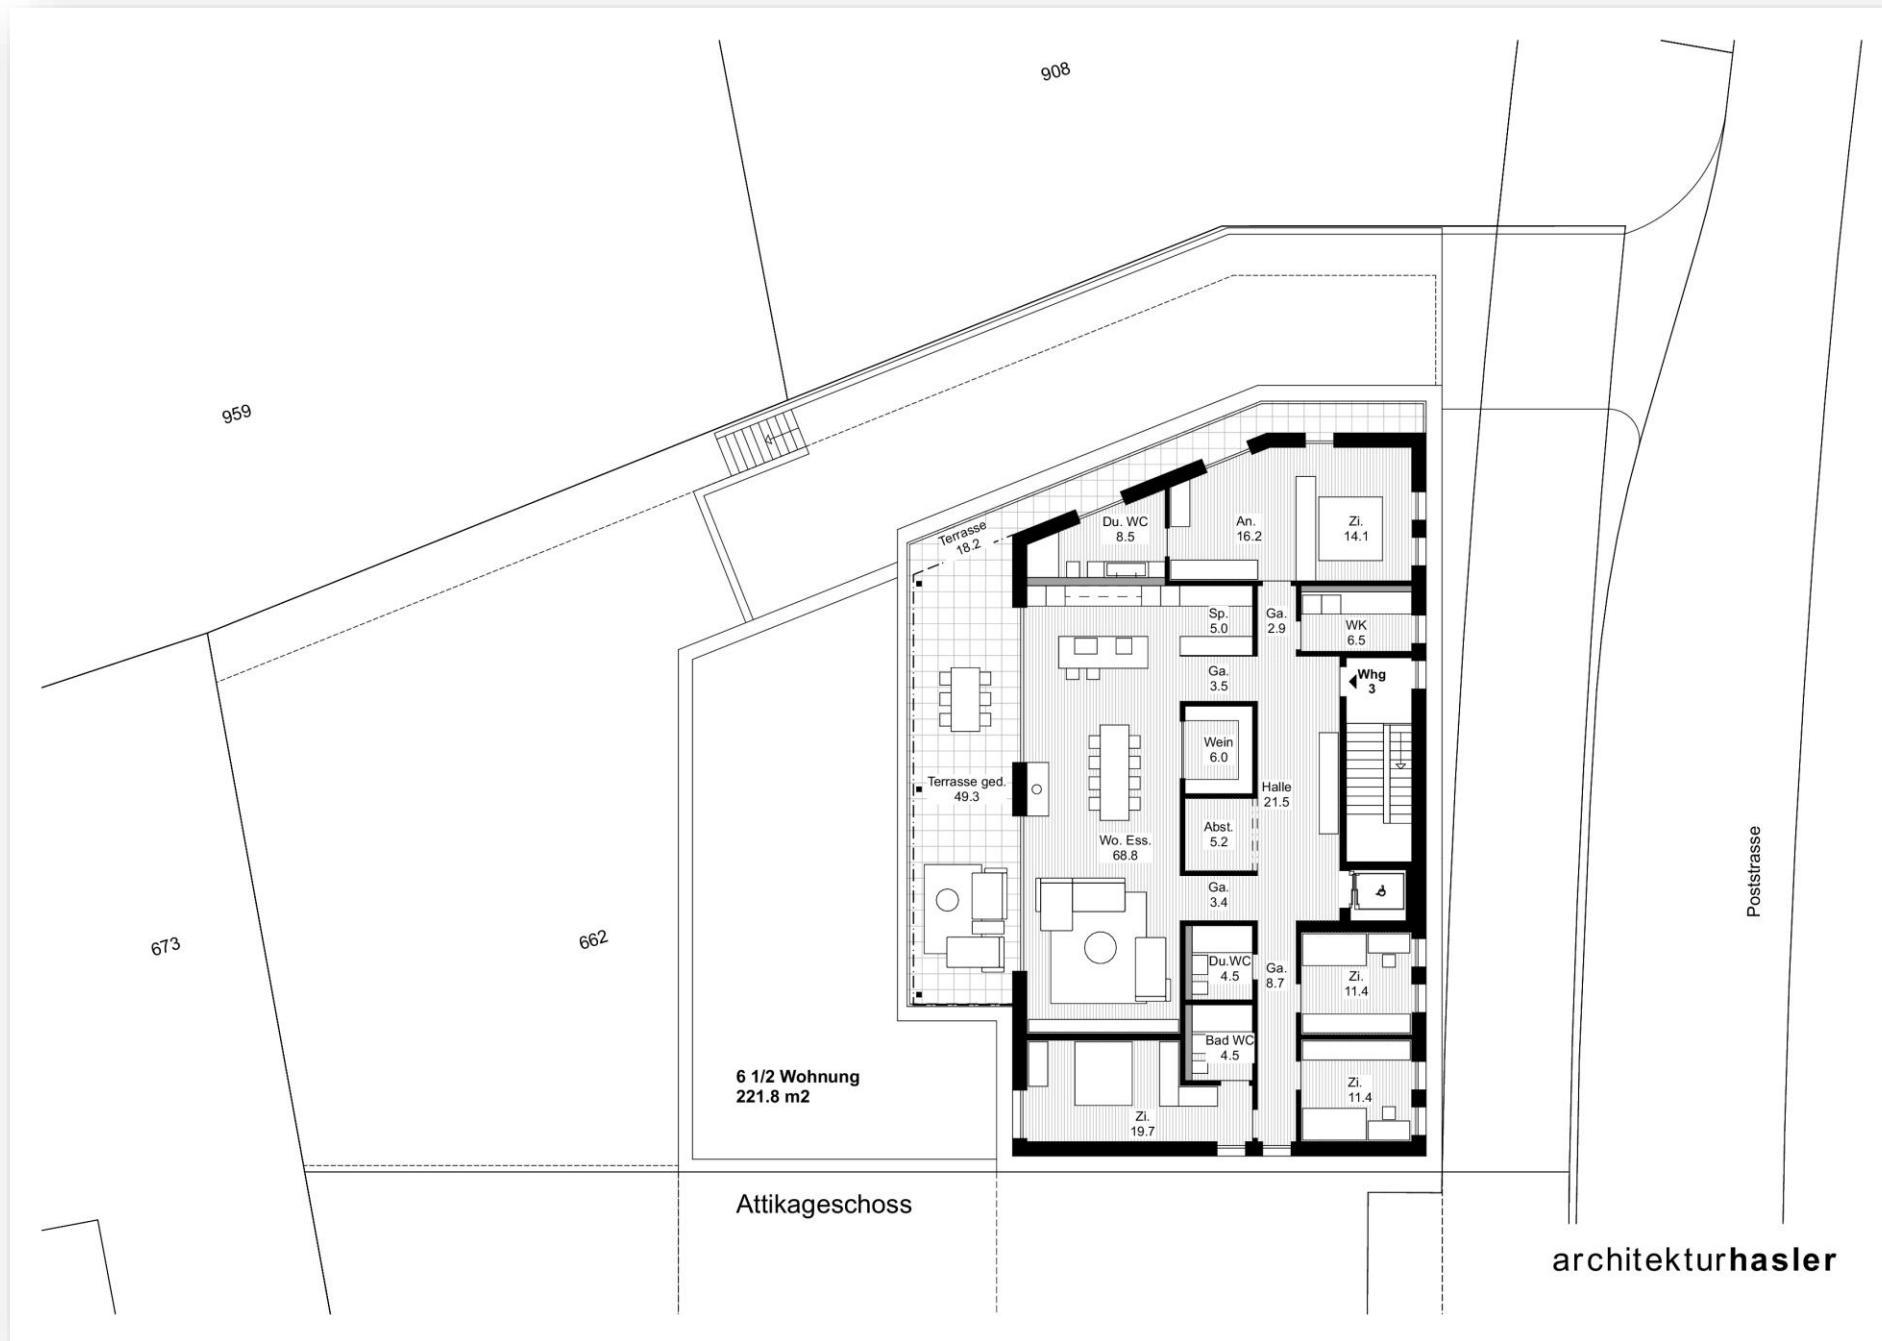 908
959
Terrasse
18.2
Du. WC
8.5
An.
16.2
Zi.
14.1
Sp.
5.0
Ga.
2.9
WK
6.5
Ga.
3.5
Whg
3
Wein
6.0
Terrasse ged.
49.3
Halle
21.5
Abst.
5.2
Wo. Ess.
68.8
Ga.
3.4
Poststrasse
673
662
Du.WC
4.5
Ga.
8.7
Zi.
11.4
Bad WC
4.5
Zi.
11.4
Zi.
19.7
6 1/2 Wohnung
221.8 m2
Attikageschoss
architekturhasler